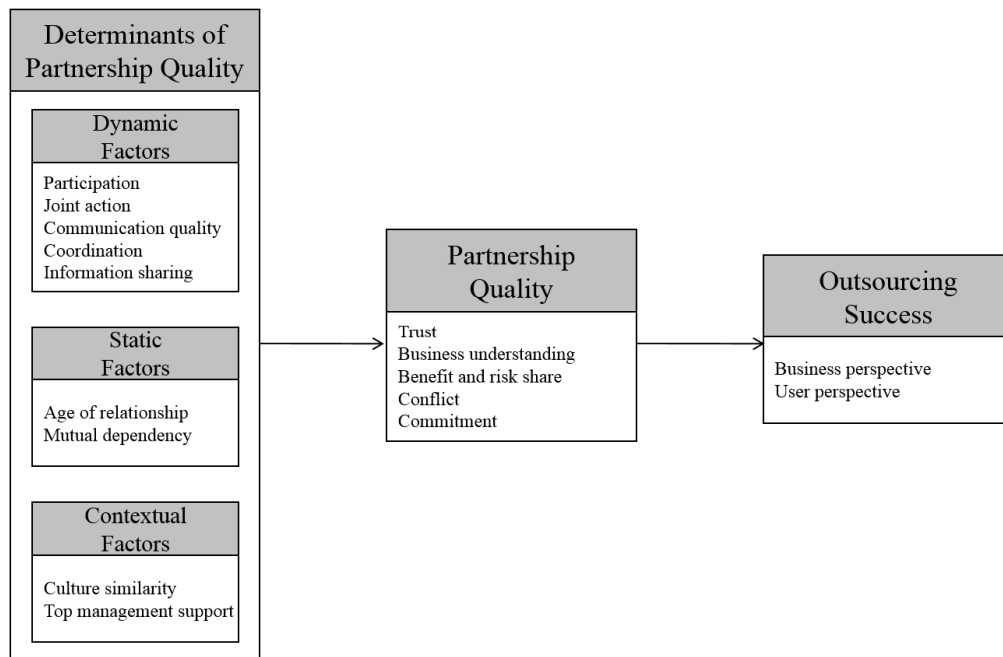 Determinants of
Partnership Quality
Dynamic
Factors
Participation
Joint action
Communication quality
Coordination
Information sharing
Static
Factors
Age of relationship
Mutual dependency
Contextual
Factors
Culture similarity
Top management support
Partnership
Quality
Trust
Business understanding
Benefit and risk share
Conflict
Commitment
Outsourcing
Success
Business perspective
User perspective